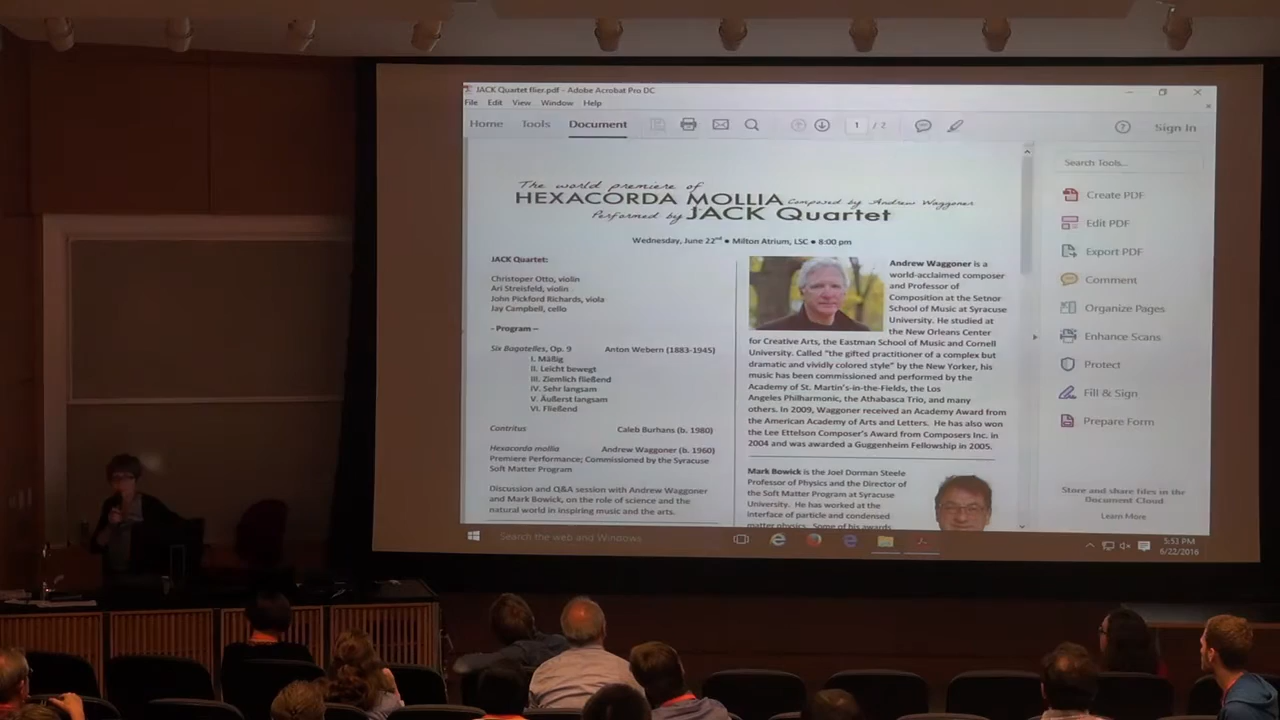 JACK Quartet flier.pdf - Adobe Acrobat Pro DC
File Edit View Window Help
Home Tools Document 1 / 2 Sign In
The world premiere of
HEXACORDA MOLLIA Composed by Andrew Waggoner
Performed by JACK Quartet
Wednesday, June 22nd • Milton Atrium, LSC • 8:00 pm
JACK Quartet:
Christoper Otto, violin
Ari Streisfeld, violin
John Pickford Richards, viola
Jay Campbell, cello
- Program –
Six Bagatelles, Op. 9 Anton Webern (1883-1945)
I. Mäßig
II. Leicht bewegt
III. Ziemlich fließend
IV. Sehr langsam
V. Äußerst langsam
VI. Fließend
Contritus Caleb Burhans (b. 1980)
Hexacorda mollia Andrew Waggoner (b. 1960)
Premiere Performance; Commissioned by the Syracuse
Soft Matter Program
Discussion and Q&A session with Andrew Waggoner
and Mark Bowick, on the role of science and the
natural world in inspiring music and the arts.
Andrew Waggoner is a
world-acclaimed composer
and Professor of
Composition at the Setnor
School of Music at Syracuse
University. He studied at
the New Orleans Center
for Creative Arts, the Eastman School of Music and Cornell
University. Called "the gifted practitioner of a complex but
dramatic and vividly colored style" by the New Yorker, his
music has been commissioned and performed by the
Academy of St. Martin's-in-the-Fields, the Los
Angeles Philharmonic, the Athabasca Trio, and many
others. In 2009, Waggoner received an Academy Award from
the American Academy of Arts and Letters. He has also won
the Lee Ettelson Composer's Award from Composers Inc. in
2004 and was awarded a Guggenheim Fellowship in 2005.
Mark Bowick is the Joel Dorman Steele
Professor of Physics and the Director of
the Soft Matter Program at Syracuse
University. He has worked at the
interface of particle and condensed
matter physics. Some of his awards
Search Tools...
Create PDF
Edit PDF
Export PDF
Comment
Organize Pages
Enhance Scans
Protect
Fill & Sign
Prepare Form
Store and share files in the
Document Cloud
Learn More
Search the web and Windows
5:53 PM
6/22/2016